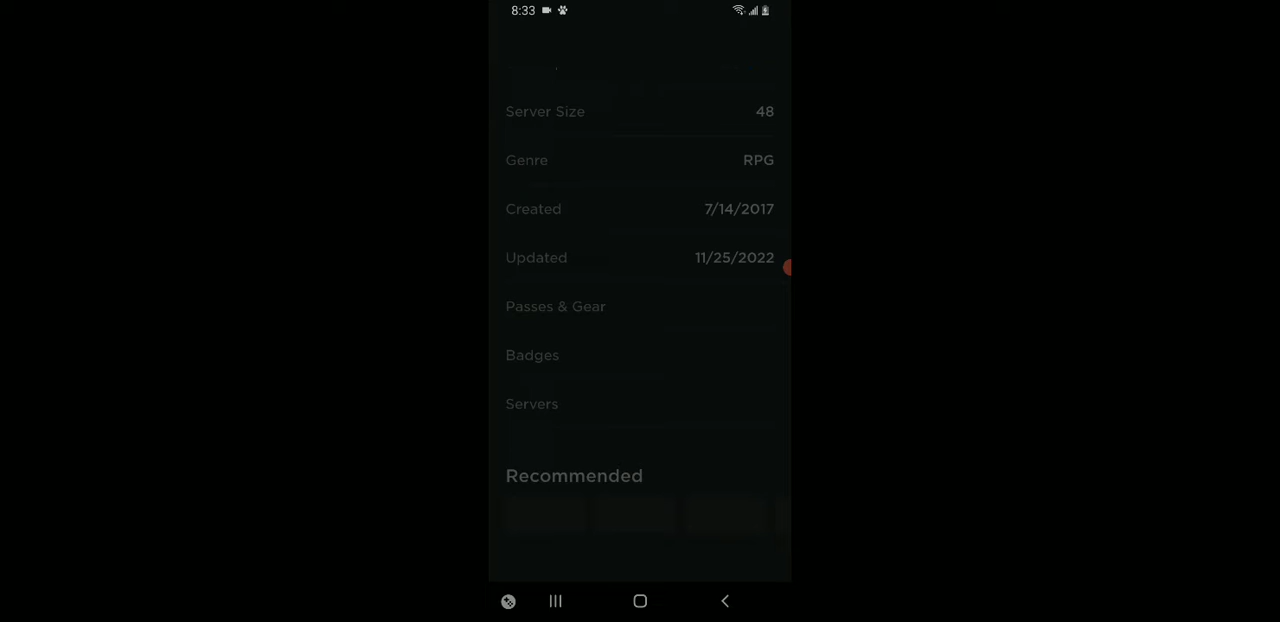 8:33
Server Size 48
Genre RPG
Created 7/14/2017
Updated 11/25/2022
Passes & Gear
Badges
Servers
Recommended